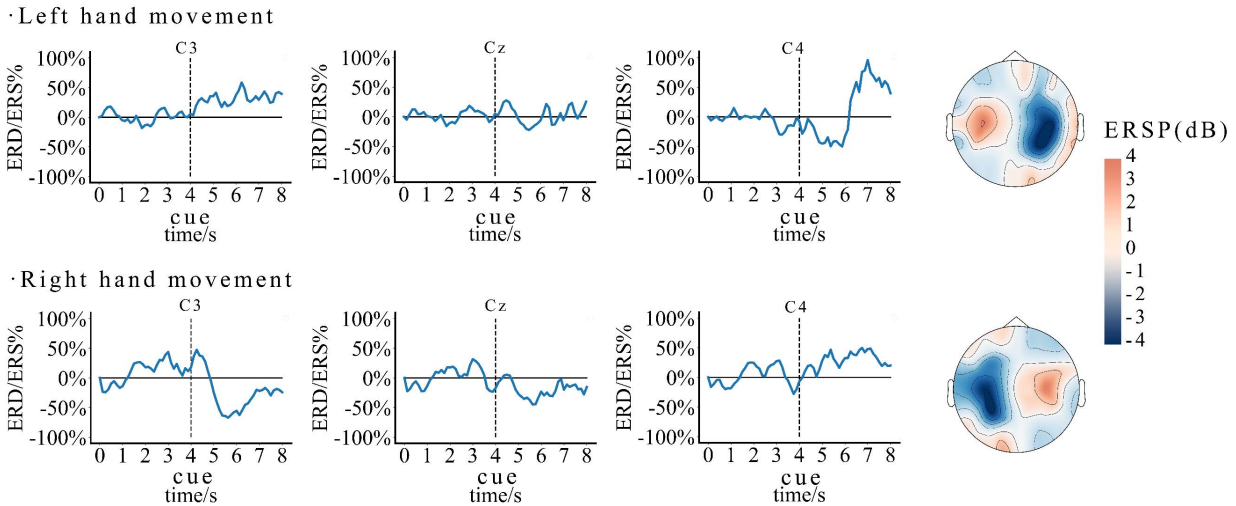 ·Left hand movement
C3
100%
50%
0%
-50%
-100%
ERD/ERS%
0 1 2 3 4 5 6 7 8
cue
time/s
Cz
100%
50%
0%
-50%
-100%
ERD/ERS%
0 1 2 3 4 5 6 7 8
cue
time/s
C4
100%
50%
0%
-50%
-100%
ERD/ERS%
0 1 2 3 4 5 6 7 8
cue
time/s
ERSP(dB)
4
3
2
1
0
-1
-2
-3
-4
·Right hand movement
C3
100%
50%
0%
-50%
-100%
ERD/ERS%
0 1 2 3 4 5 6 7 8
cue
time/s
Cz
100%
50%
0%
-50%
-100%
ERD/ERS%
0 1 2 3 4 5 6 7 8
cue
time/s
C4
100%
50%
0%
-50%
-100%
ERD/ERS%
0 1 2 3 4 5 6 7 8
cue
time/s